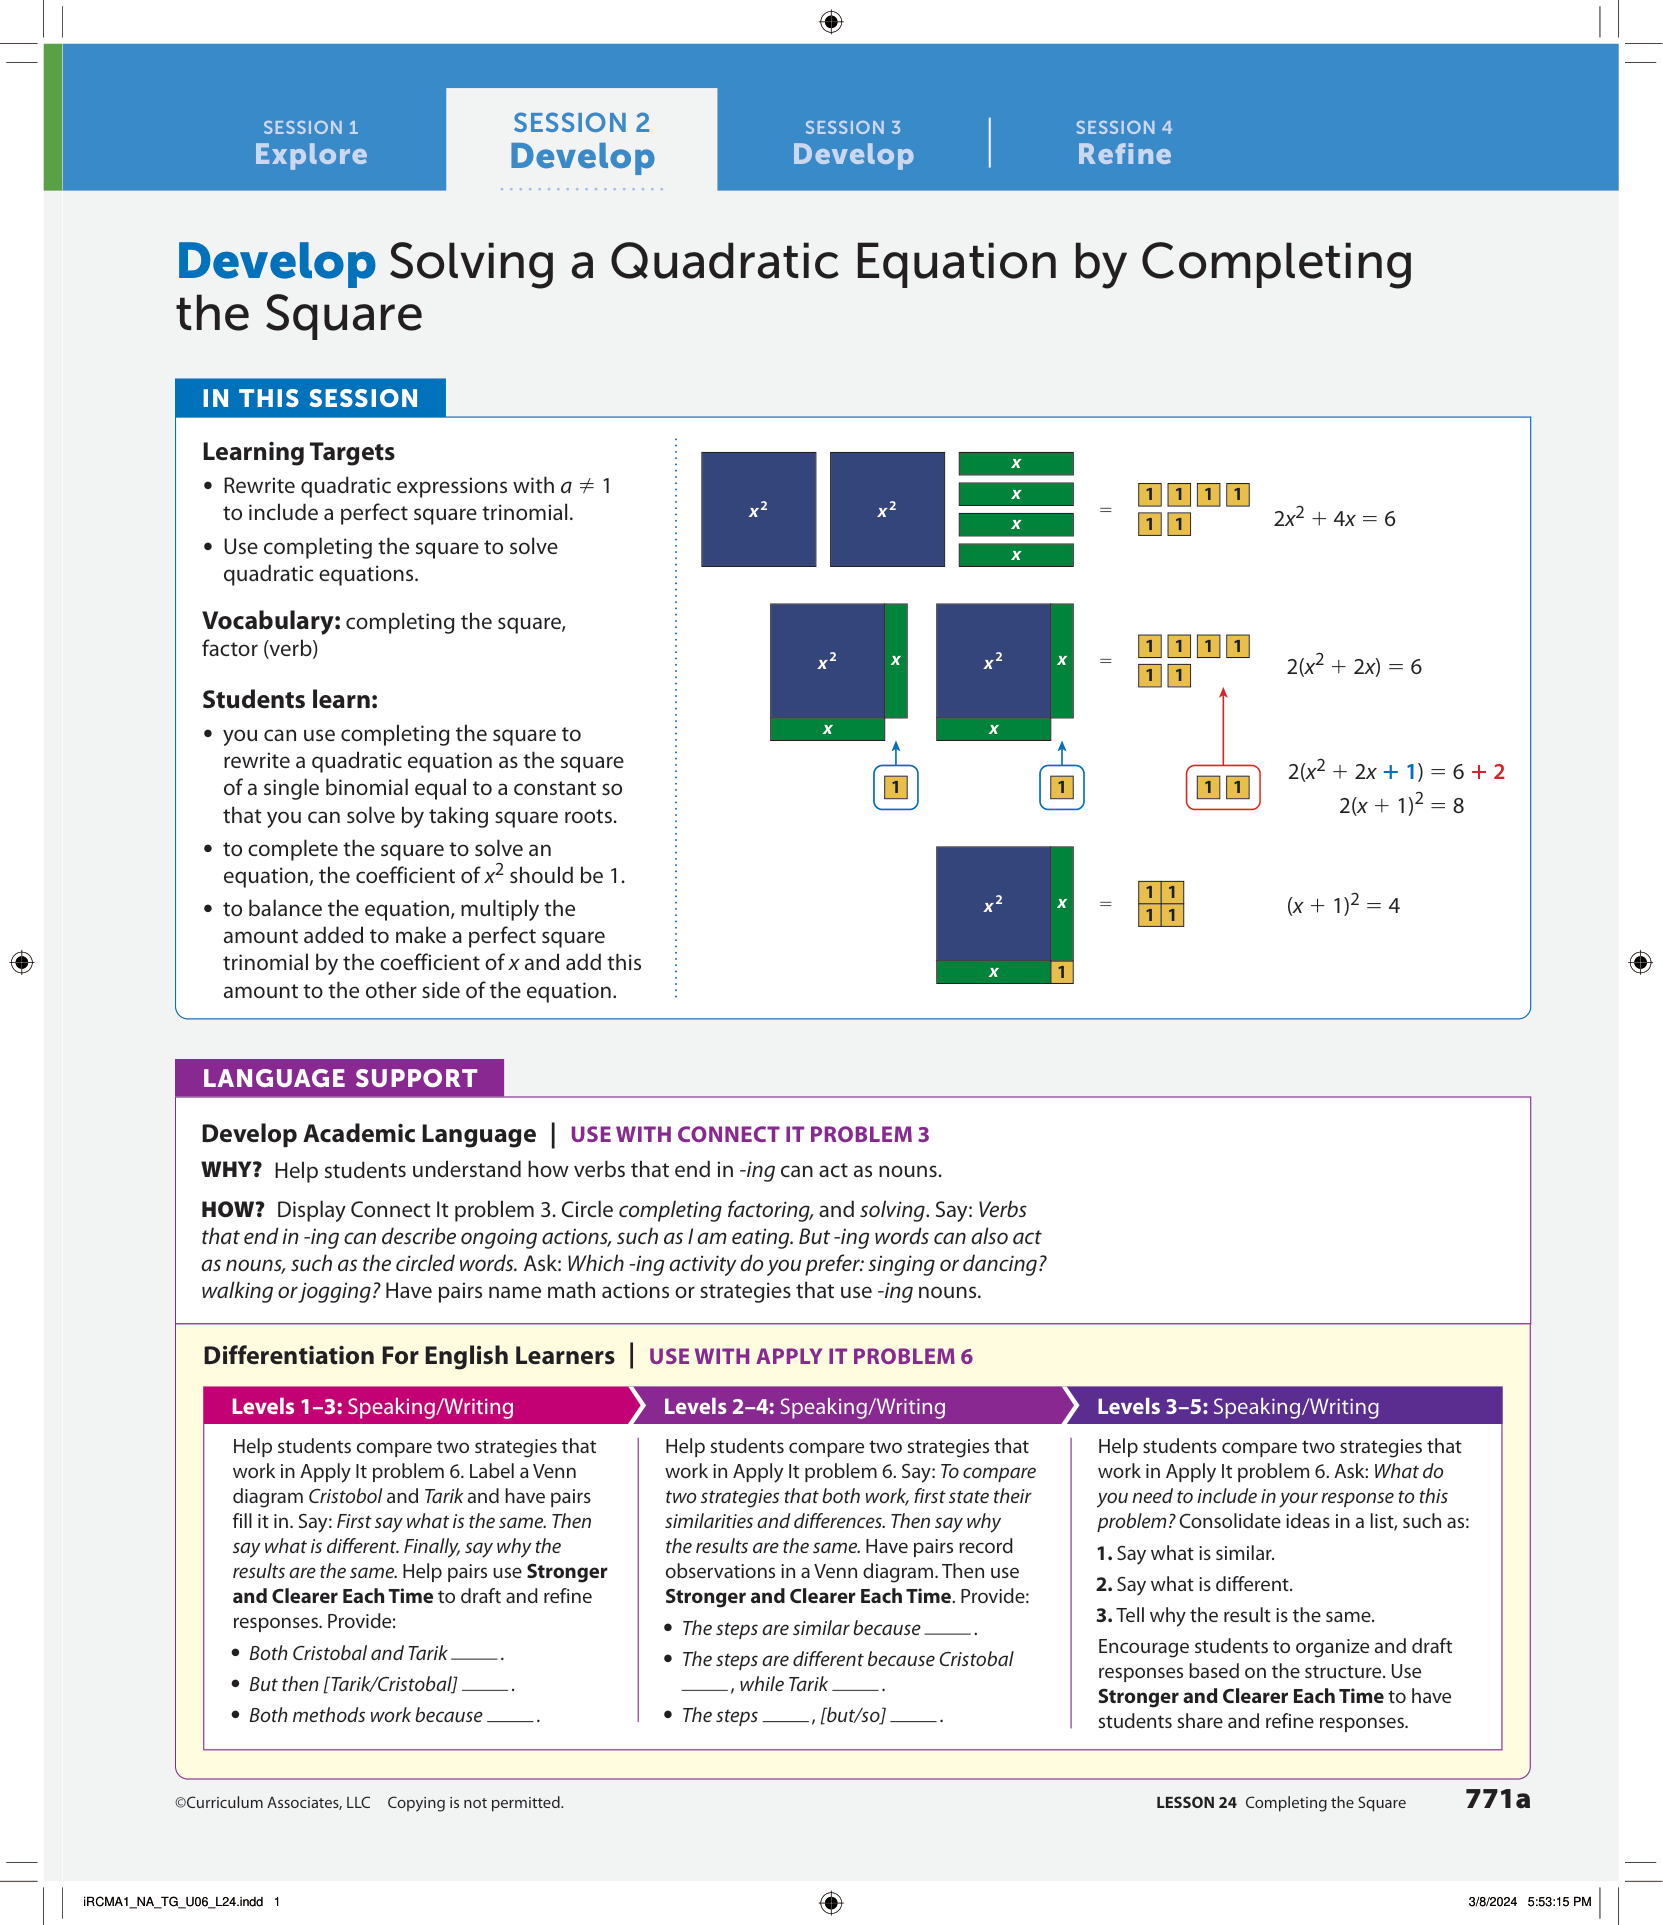 SESSION 1
Explore
SESSION 2
Develop
SESSION 3
Develop
SESSION 4
Refine
Develop Solving a Quadratic Equation by Completing
the Square
IN THIS SESSION
Learning Targets
• Rewrite quadratic expressions with a ≠ 1
to include a perfect square trinomial.
• Use completing the square to solve
quadratic equations.
Vocabulary: completing the square,
factor (verb)
Students learn:
• you can use completing the square to
rewrite a quadratic equation as the square
of a single binomial equal to a constant so
that you can solve by taking square roots.
• to complete the square to solve an
equation, the coefficient of x² should be 1.
• to balance the equation, multiply the
amount added to make a perfect square
trinomial by the coefficient of x and add this
amount to the other side of the equation.
x² x² x
x
x
x
= 1 1 1 1
1 1
2x² + 4x = 6
x² x x² x = 1 1 1 1
1 1
2(x² + 2x) = 6
x x
1 1 1 1
2(x² + 2x + 1) = 6 + 2
2(x + 1)² = 8
x² x = 1 1
1 1
(x + 1)² = 4
x 1
LANGUAGE SUPPORT
Develop Academic Language | USE WITH CONNECT IT PROBLEM 3
WHY? Help students understand how verbs that end in -ing can act as nouns.
HOW? Display Connect It problem 3. Circle completing factoring, and solving. Say: Verbs
that end in -ing can describe ongoing actions, such as I am eating. But -ing words can also act
as nouns, such as the circled words. Ask: Which -ing activity do you prefer: singing or dancing?
walking or jogging? Have pairs name math actions or strategies that use -ing nouns.
Differentiation For English Learners | USE WITH APPLY IT PROBLEM 6
Levels 1–3: Speaking/Writing
Help students compare two strategies that
work in Apply It problem 6. Label a Venn
diagram Cristobol and Tarik and have pairs
fill it in. Say: First say what is the same. Then
say what is different. Finally, say why the
results are the same. Help pairs use Stronger
and Clearer Each Time to draft and refine
responses. Provide:
• Both Cristobal and Tarik _____.
• But then [Tarik/Cristobal] _____.
• Both methods work because _____.
Levels 2–4: Speaking/Writing
Help students compare two strategies that
work in Apply It problem 6. Say: To compare
two strategies that both work, first state their
similarities and differences. Then say why
the results are the same. Have pairs record
observations in a Venn diagram. Then use
Stronger and Clearer Each Time. Provide:
• The steps are similar because _____.
• The steps are different because Cristobal
_____, while Tarik _____.
• The steps _____, [but/so] _____.
Levels 3–5: Speaking/Writing
Help students compare two strategies that
work in Apply It problem 6. Ask: What do
you need to include in your response to this
problem? Consolidate ideas in a list, such as:
1. Say what is similar.
2. Say what is different.
3. Tell why the result is the same.
Encourage students to organize and draft
responses based on the structure. Use
Stronger and Clearer Each Time to have
students share and refine responses.
©Curriculum Associates, LLC Copying is not permitted.
LESSON 24 Completing the Square 771a
iRCMA1_NA_TG_U06_L24.indd 1
3/8/2024 5:53:15 PM